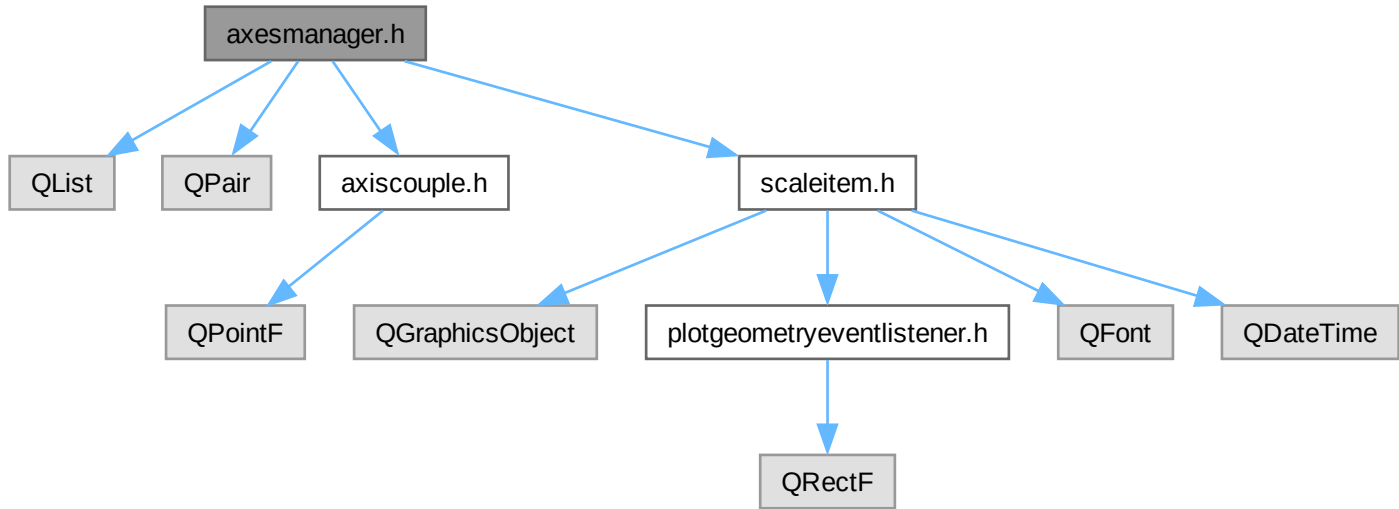 axesmanager.h
QList
QPair
axiscouple.h
scaleitem.h
QPointF
QGraphicsObject
plotgeometryeventlistener.h
QFont
QDateTime
QRectF